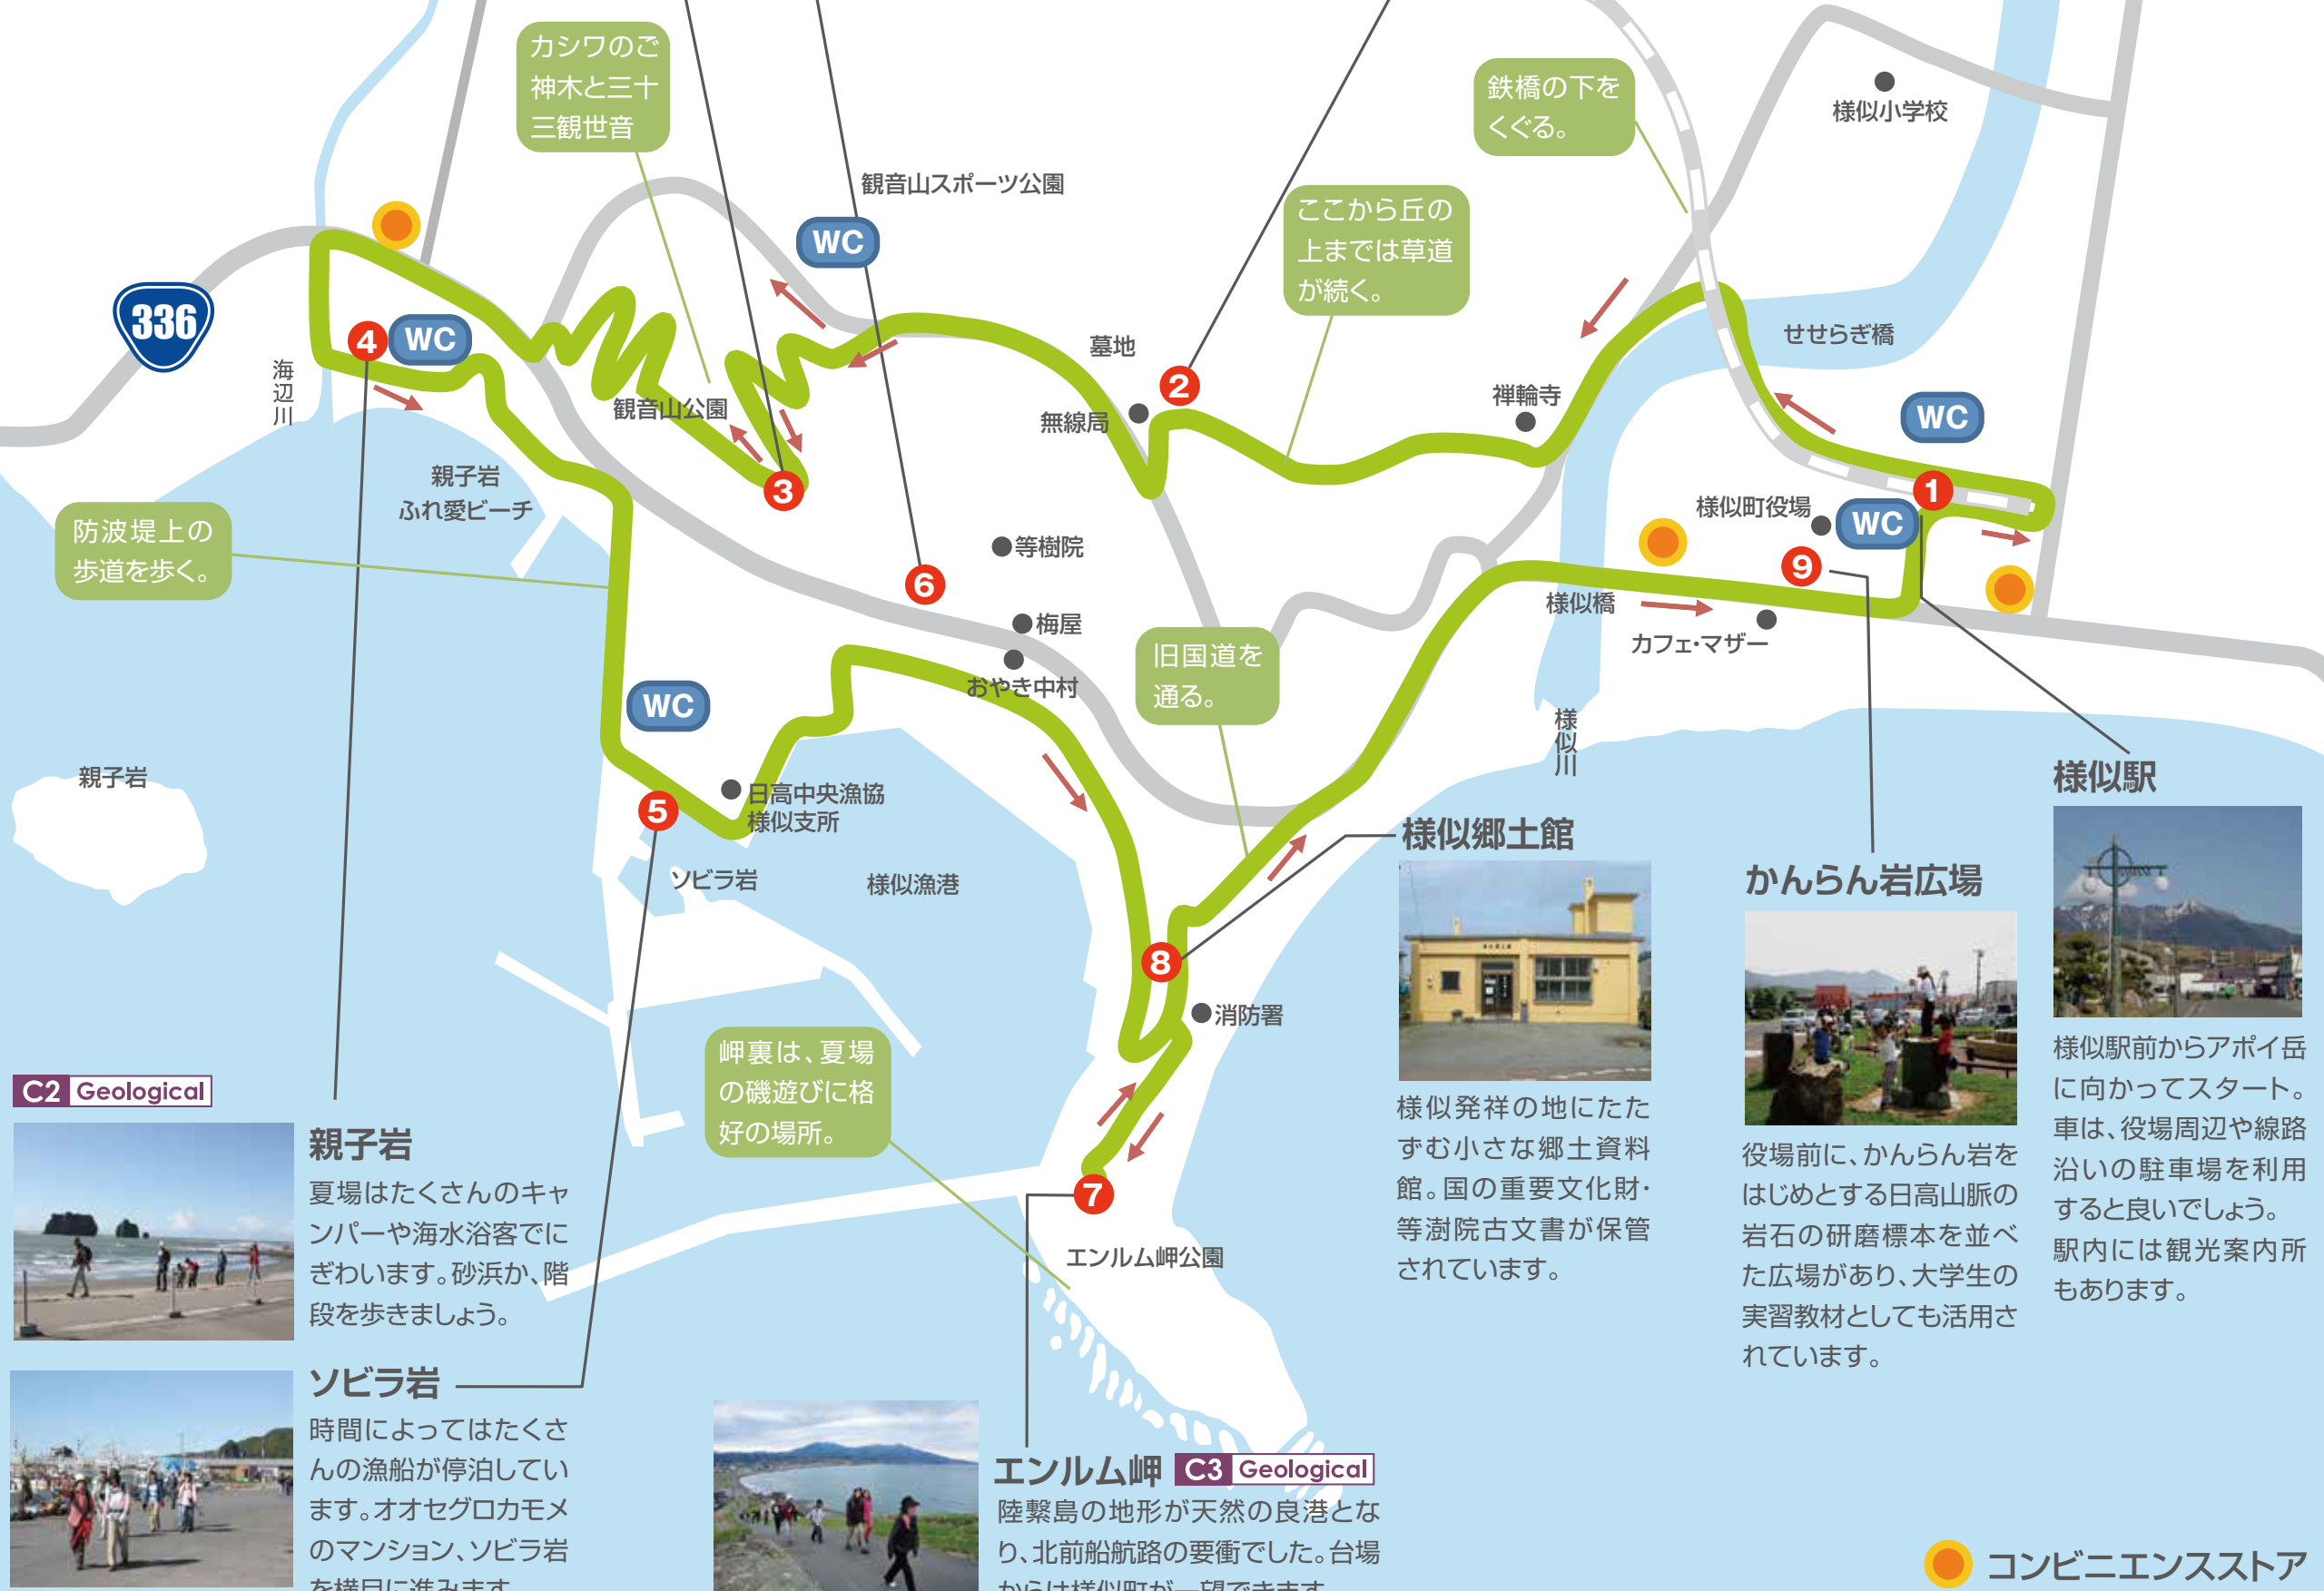 カシワのご
神木と三十
三観世音
鉄橋の下を
くぐる。
様似小学校
観音山スポーツ公園
WC
ここから丘の
上までは草道
が続く。
336
4
WC
海辺川
せせらぎ橋
墓地
2
無線局
禅輪寺
WC
観音山公園
3
1
親子岩
ふれ愛ビーチ
様似町役場
WC
防波堤上の
歩道を歩く。
等樹院
6
9
梅屋
おやき中村
様似橋
カフェ・マザー
旧国道を
通る。
WC
様似川
親子岩
5
日高中央漁協
様似支所
ソビラ岩
様似漁港
8
消防署
岬裏は、夏場
の磯遊びに格
好の場所。
7
エンルム岬公園
様似郷土館
様似発祥の地にたた
ずむ小さな郷土資料
館。国の重要文化財・
等澍院古文書が保管
されています。
かんらん岩広場
役場前に、かんらん岩を
はじめとする日高山脈の
岩石の研磨標本を並べ
た広場があり、大学生の
実習教材としても活用さ
れています。
様似駅
様似駅前からアポイ岳
に向かってスタート。
車は、役場周辺や線路
沿いの駐車場を利用
すると良いでしょう。
駅内には観光案内所
もあります。
C2 Geological
親子岩
夏場はたくさんのキャ
ンパーや海水浴客でに
ぎわいます。砂浜か、階
段を歩きましょう。
ソビラ岩
時間によってはたくさ
んの漁船が停泊してい
ます。オオセグロカモメ
のマンション、ソビラ岩
を横目に進みます
エンルム岬 C3 Geological
陸繋島の地形が天然の良港とな
り、北前船航路の要衝でした。台場
からは様似町が一望できます
コンビニエンスストア